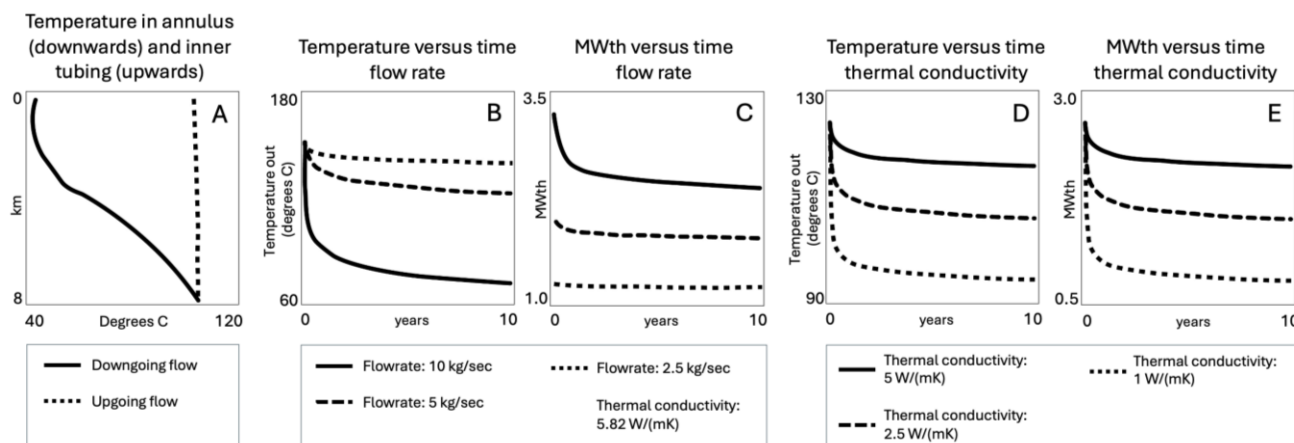 Temperature in annulus
(downwards) and inner
tubing (upwards)
0
A
km
8
40
Degrees C
120
Downgoing flow
Upgoing flow
Temperature versus time
flow rate
180
B
Temperature out
(degrees C)
60
0
years
10
MWth versus time
flow rate
3.5
C
MWth
1.0
0
years
10
Flowrate: 10 kg/sec
Flowrate: 2.5 kg/sec
Flowrate: 5 kg/sec
Thermal conductivity:
5.82 W/(mK)
Temperature versus time
thermal conductivity
130
D
Temperature out
(degrees C)
90
0
years
10
MWth versus time
thermal conductivity
3.0
E
MWth
0.5
0
years
10
Thermal conductivity:
5 W/(mK)
Thermal conductivity:
1 W/(mK)
Thermal conductivity:
2.5 W/(mK)